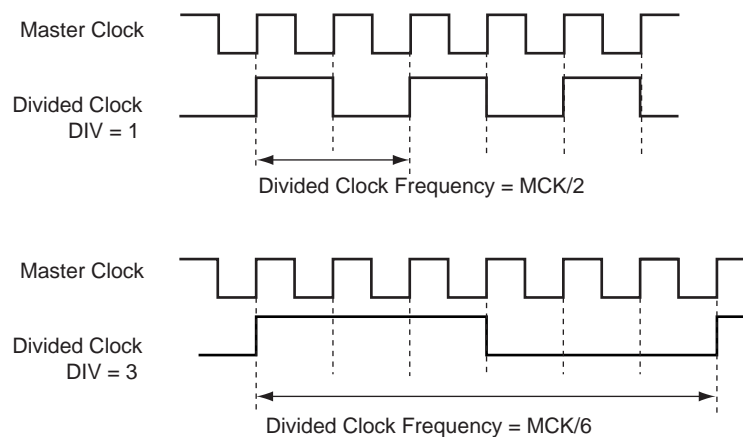 Master Clock
Divided Clock
DIV = 1
Divided Clock Frequency = MCK/2
Master Clock
Divided Clock
DIV = 3
Divided Clock Frequency = MCK/6